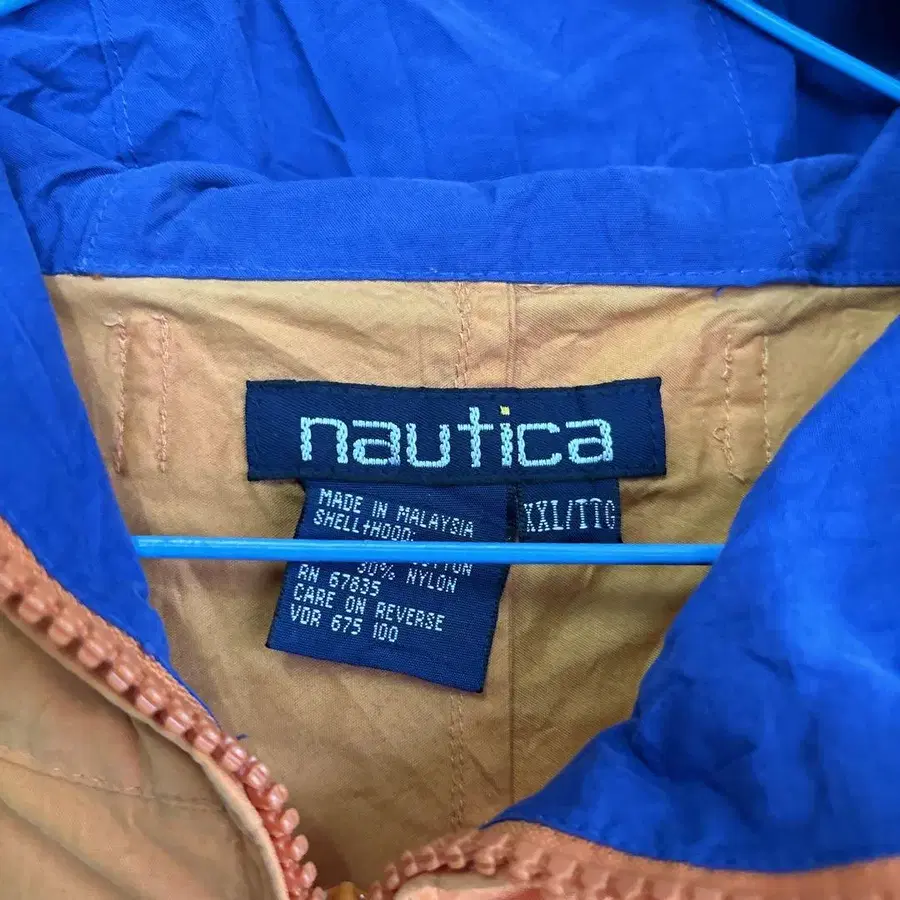 nautica
MADE IN MALAYSIA
SHELL+HOOD:
30% NYLON
RN 67835
CARE ON REVERSE
VDR 675 100
XXL/TTG